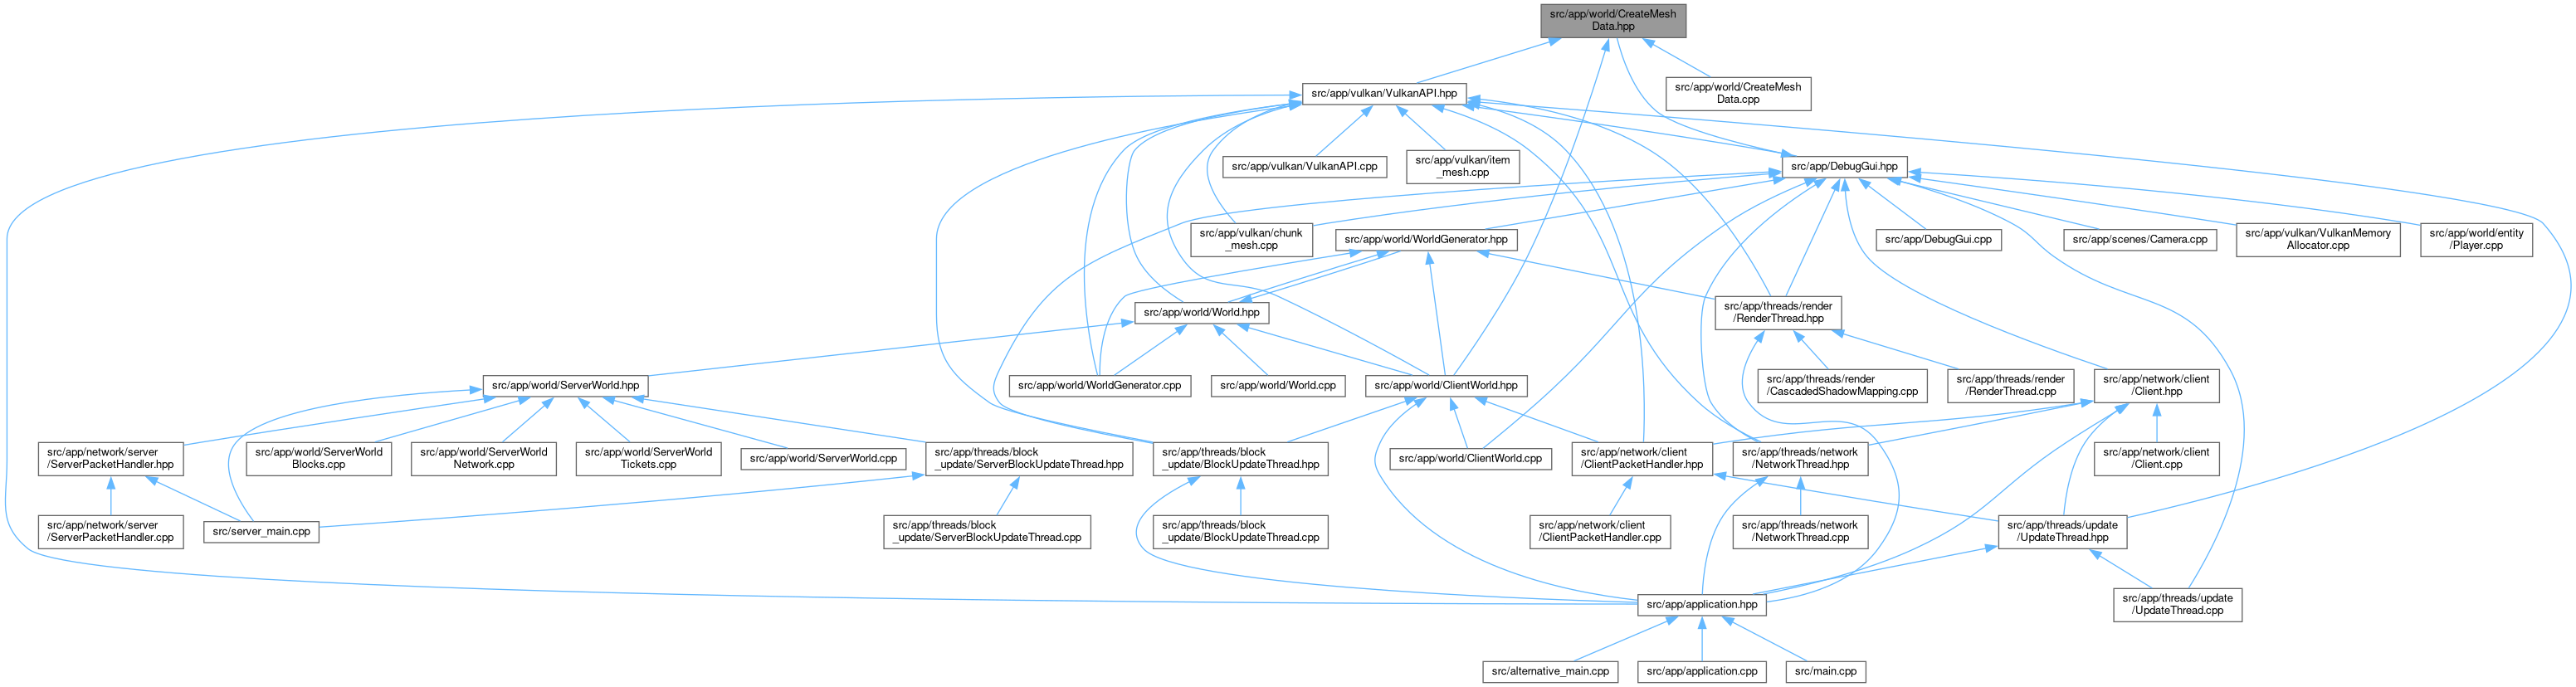 src/app/world/CreateMesh
Data.hpp
src/app/vulkan/VulkanAPI.hpp
src/app/world/CreateMesh
Data.cpp
src/app/vulkan/VulkanAPI.cpp
src/app/vulkan/item
_mesh.cpp
src/app/DebugGui.hpp
src/app/vulkan/chunk
_mesh.cpp
src/app/world/WorldGenerator.hpp
src/app/DebugGui.cpp
src/app/scenes/Camera.cpp
src/app/vulkan/VulkanMemory
Allocator.cpp
src/app/world/entity
/Player.cpp
src/app/world/World.hpp
src/app/threads/render
/RenderThread.hpp
src/app/world/ServerWorld.hpp
src/app/world/WorldGenerator.cpp
src/app/world/World.cpp
src/app/world/ClientWorld.hpp
src/app/threads/render
/CascadedShadowMapping.cpp
src/app/threads/render
/RenderThread.cpp
src/app/network/client
/Client.hpp
src/app/network/server
/ServerPacketHandler.hpp
src/app/world/ServerWorld
Blocks.cpp
src/app/world/ServerWorld
Network.cpp
src/app/world/ServerWorld
Tickets.cpp
src/app/world/ServerWorld.cpp
src/app/threads/block
_update/ServerBlockUpdateThread.hpp
src/app/threads/block
_update/BlockUpdateThread.hpp
src/app/world/ClientWorld.cpp
src/app/network/client
/ClientPacketHandler.hpp
src/app/threads/network
/NetworkThread.hpp
src/app/network/client
/Client.cpp
src/app/network/server
/ServerPacketHandler.cpp
src/server_main.cpp
src/app/threads/block
_update/ServerBlockUpdateThread.cpp
src/app/threads/block
_update/BlockUpdateThread.cpp
src/app/network/client
/ClientPacketHandler.cpp
src/app/threads/network
/NetworkThread.cpp
src/app/threads/update
/UpdateThread.hpp
src/app/application.hpp
src/app/threads/update
/UpdateThread.cpp
src/alternative_main.cpp
src/app/application.cpp
src/main.cpp